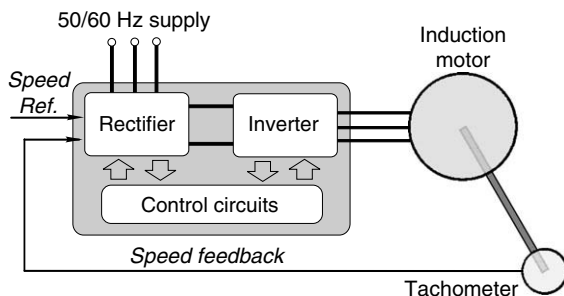 50/60 Hz supply
Induction
motor
Speed
Ref.
Rectifier
Inverter
Control circuits
Speed feedback
Tachometer